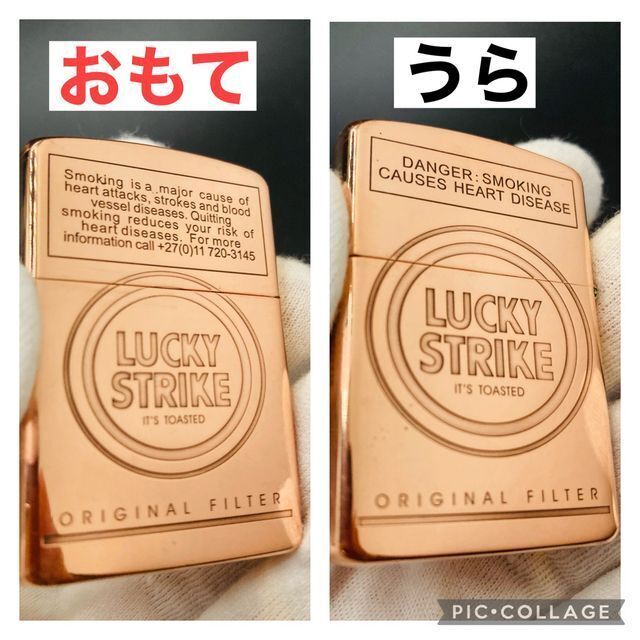 おもて
Smoking is a major cause of
heart attacks, strokes and blood
vessel diseases. Quitting
smoking reduces your risk of
heart diseases. For more
information call +27(0)11 720-3145
LUCKY
STRIKE
IT'S TOASTED
ORIGINAL FILTER
うら
DANGER: SMOKING
CAUSES HEART DISEASE
LUCKY
STRIKE
IT'S TOASTED
ORIGINAL FILTER
PIC•COLLAGE